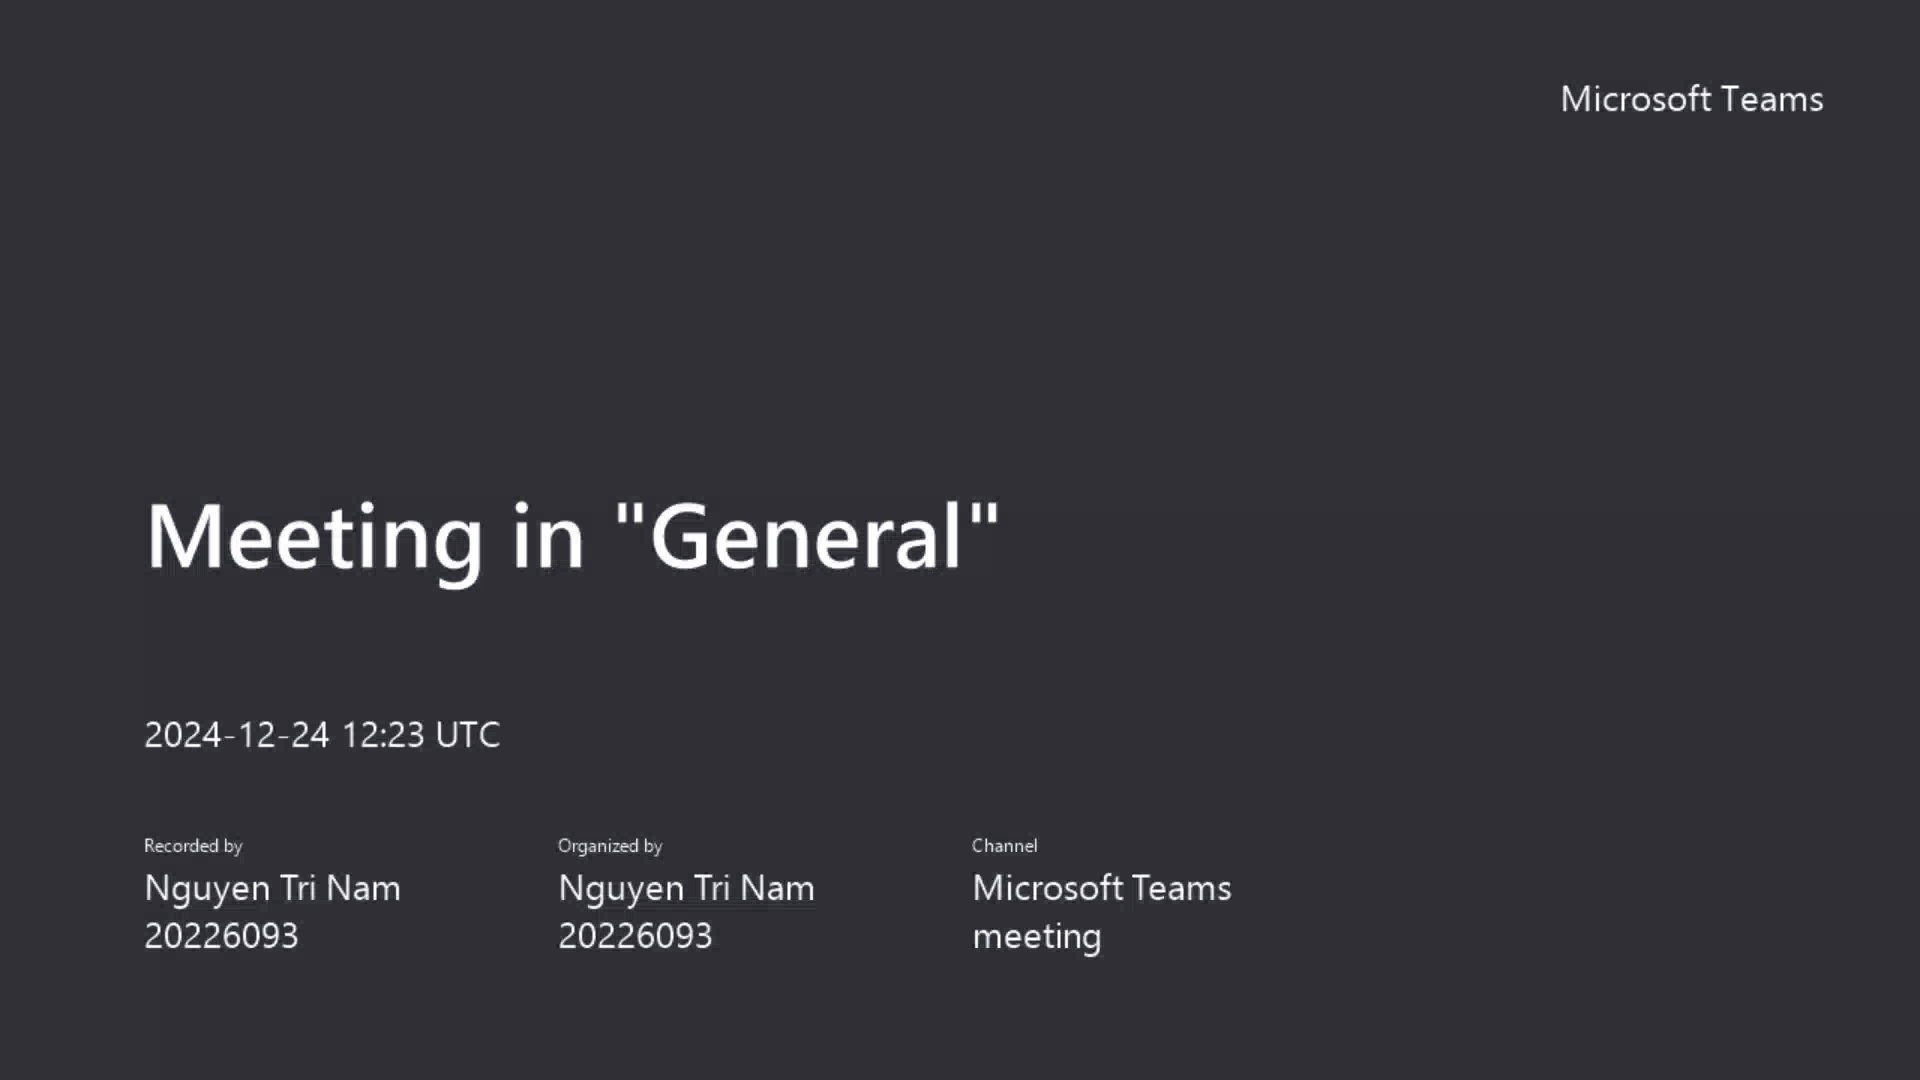 Microsoft Teams
Meeting in "General"
2024-12-24 12:23 UTC
Recorded by
Nguyen Tri Nam
20226093
Organized by
Nguyen Tri Nam
20226093
Channel
Microsoft Teams
meeting